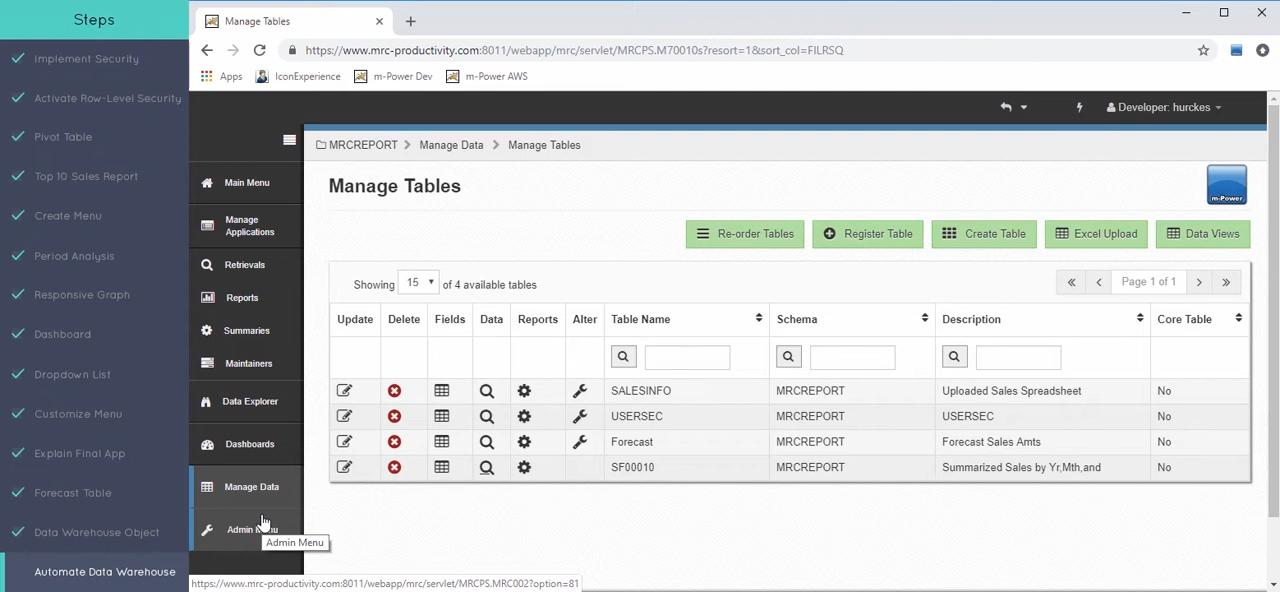 Steps
Implement Security
Activate Row-Level Security
Pivot Table
Top 10 Sales Report
Create Menu
Period Analysis
Responsive Graph
Dashboard
Dropdown List
Customize Menu
Explain Final App
Forecast Table
Data Warehouse Object
Automate Data Warehouse
Manage Tables
https://www.mrc-productivity.com:8011/webapp/mrc/servlet/MRCPS.M70010s?resort=1&sort_col=FILRSQ
Apps IconExperience m-Power Dev m-Power AWS
Developer: hurckes
MRCREPORT Manage Data Manage Tables
Main Menu
Manage Applications
Retrievals
Reports
Summaries
Maintainers
Data Explorer
Dashboards
Manage Data
Admin Menu
Manage Tables
m-Power
Re-order Tables Register Table Create Table Excel Upload Data Views
Showing 15 of 4 available tables
Page 1 of 1
Update Delete Fields Data Reports Alter Table Name Schema Description Core Table
SALESINFO MRCREPORT Uploaded Sales Spreadsheet No
USERSEC MRCREPORT USERSEC No
Forecast MRCREPORT Forecast Sales Amts No
SF00010 MRCREPORT Summarized Sales by Yr,Mth,and No
Admin Menu
https://www.mrc-productivity.com:8011/webapp/mrc/servlet/MRCPS.MRC002?option=81